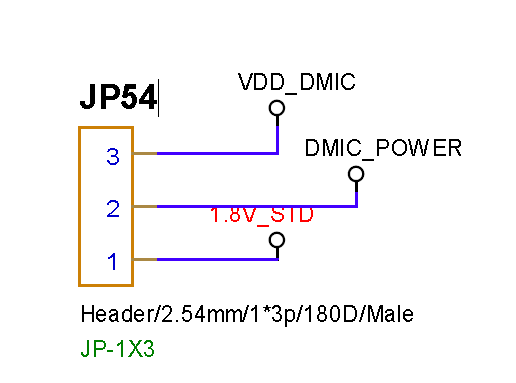 VDD_DMIC
JP54
DMIC_POWER
3
2
1.8V_STD
1
Header/2.54mm/1*3p/180D/Male
JP-1X3